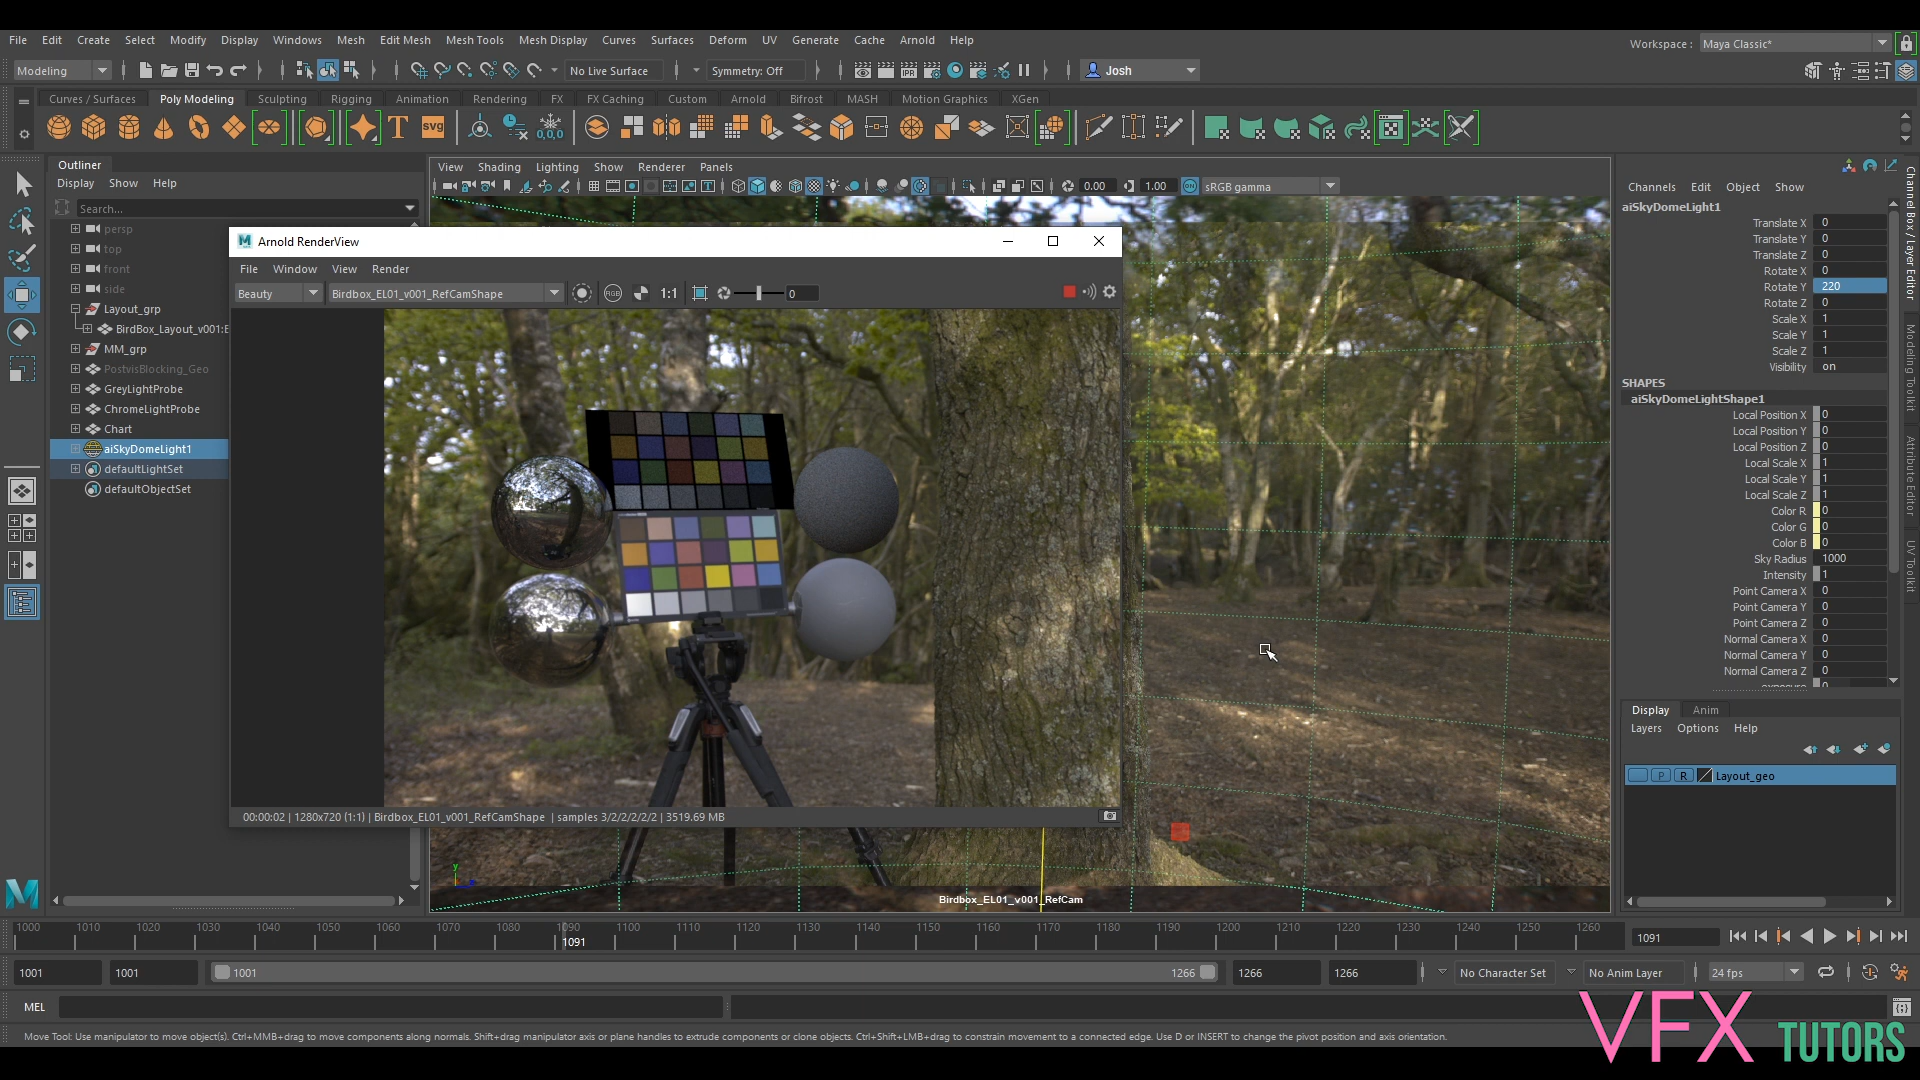 File Edit Create Select Modify Display Windows Mesh Edit Mesh Mesh Tools Mesh Display Curves Surfaces Deform UV Generate Cache Arnold Help
Workspace : Maya Classic*
Modeling No Live Surface Symmetry: Off Josh
Curves / Surfaces Poly Modeling Sculpting Rigging Animation Rendering FX FX Caching Custom Arnold Bifrost MASH Motion Graphics XGen
T svg 0,0,0
Outliner
Display Show Help
Search...
persp
top
front
side
Layout_grp
BirdBox_Layout_v001:E
MM_grp
PostvisBlocking_Geo
GreyLightProbe
ChromeLightProbe
Chart
aiSkyDomeLight1
defaultLightSet
defaultObjectSet
View Shading Lighting Show Renderer Panels
0.00 1.00 ON sRGB gamma
M Arnold RenderView
File Window View Render
Beauty Birdbox_EL01_v001_RefCamShape RGB 1:1 0
00:00:02 | 1280x720 (1:1) | Birdbox_EL01_v001_RefCamShape | samples 3/2/2/2/2/2 | 3519.69 MB
y
Birdbox_EL01_v001_RefCam
Channels Edit Object Show
aiSkyDomeLight1
Translate X 0
Translate Y 0
Translate Z 0
Rotate X 0
Rotate Y 220
Rotate Z 0
Scale X 1
Scale Y 1
Scale Z 1
Visibility on
SHAPES
aiSkyDomeLightShape1
Local Position X 0
Local Position Y 0
Local Position Z 0
Local Scale X 1
Local Scale Y 1
Local Scale Z 1
Color R 0
Color G 0
Color B 0
Sky Radius 1000
Intensity 1
Point Camera X 0
Point Camera Y 0
Point Camera Z 0
Normal Camera X 0
Normal Camera Y 0
Normal Camera Z 0
Channel Box / Layer Editor
Modeling Toolkit
Attribute Editor
UV Toolkit
Display Anim
Layers Options Help
P R Layout_geo
1000 1010 1020 1030 1040 1050 1060 1070 1080 1090 1100 1110 1120 1130 1140 1150 1160 1170 1180 1190 1200 1210 1220 1230 1240 1250 1260
1091
1091
1001 1001 1001 1266 1266 1266 No Character Set No Anim Layer 24 fps
MEL
Move Tool: Use manipulator to move object(s). Ctrl+MMB+drag to move components along normals. Shift+drag manipulator axis or plane handles to extrude components or clone objects. Ctrl+Shift+LMB+drag to constrain movement to a connected edge. Use D or INSERT to change the pivot position and axis orientation.
VFX TUTORS